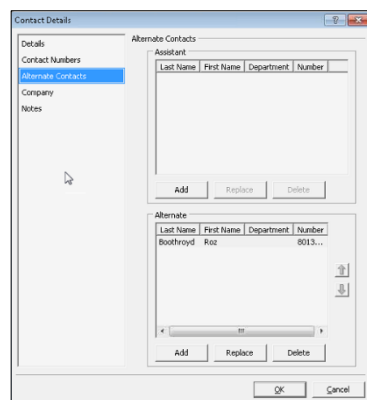 Contact Details
Details
Contact Numbers
Alternate Contacts
Company
Notes
Alternate Contacts
Assistant
Last Name First Name Department Number
Add Replace Delete
Alternate
Last Name First Name Department Number
Boothroyd Roz 8013...
Add Replace Delete
OK Cancel